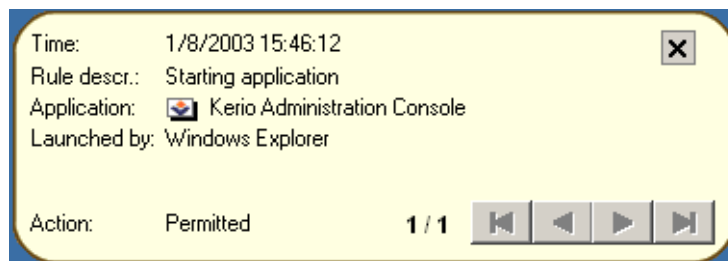 Time: 1/8/2003 15:46:12
Rule descr.: Starting application
Application: Kerio Administration Console
Launched by: Windows Explorer
Action: Permitted 1 / 1